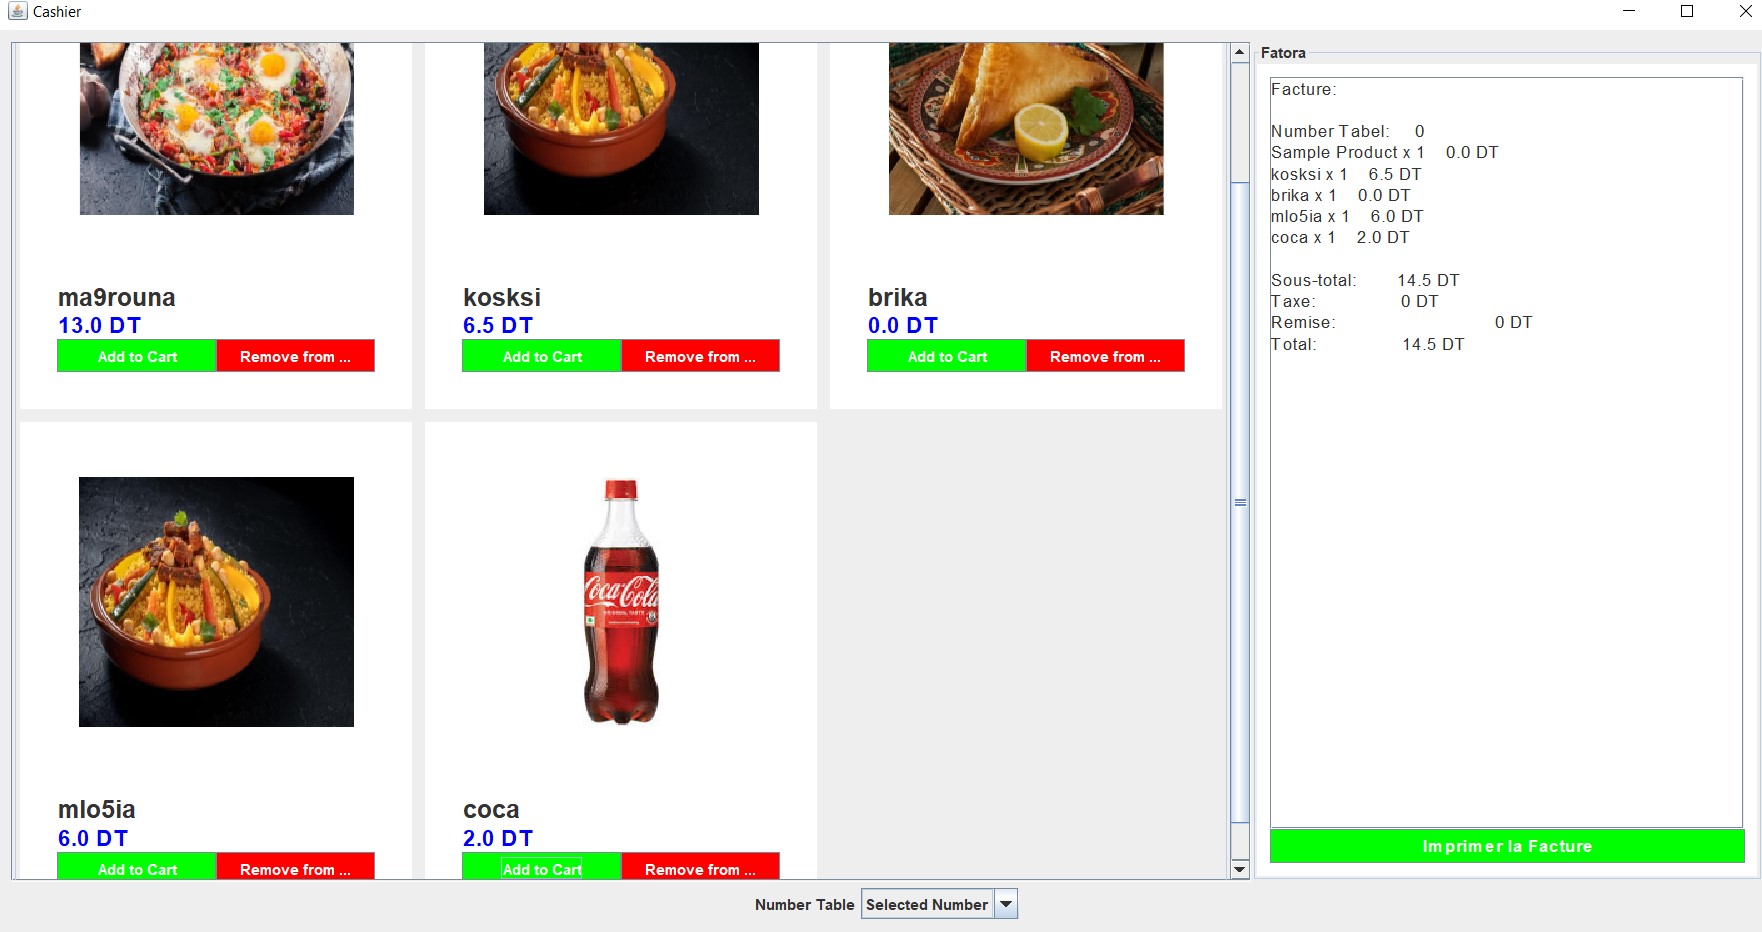 Cashier
ma9rouna
13.0 DT
Add to Cart
Remove from ...
kosksi
6.5 DT
Add to Cart
Remove from ...
brika
0.0 DT
Add to Cart
Remove from ...
Coca-Cola
ORIGINAL TASTE
mlo5ia
6.0 DT
Add to Cart
Remove from ...
coca
2.0 DT
Add to Cart
Remove from ...
Fatora
Facture:
Number Tabel: 0
Sample Product x 1 0.0 DT
kosksi x 1 6.5 DT
brika x 1 0.0 DT
mlo5ia x 1 6.0 DT
coca x 1 2.0 DT
Sous-total: 14.5 DT
Taxe: 0 DT
Remise: 0 DT
Total: 14.5 DT
Imprimer la Facture
Number Table
Selected Number